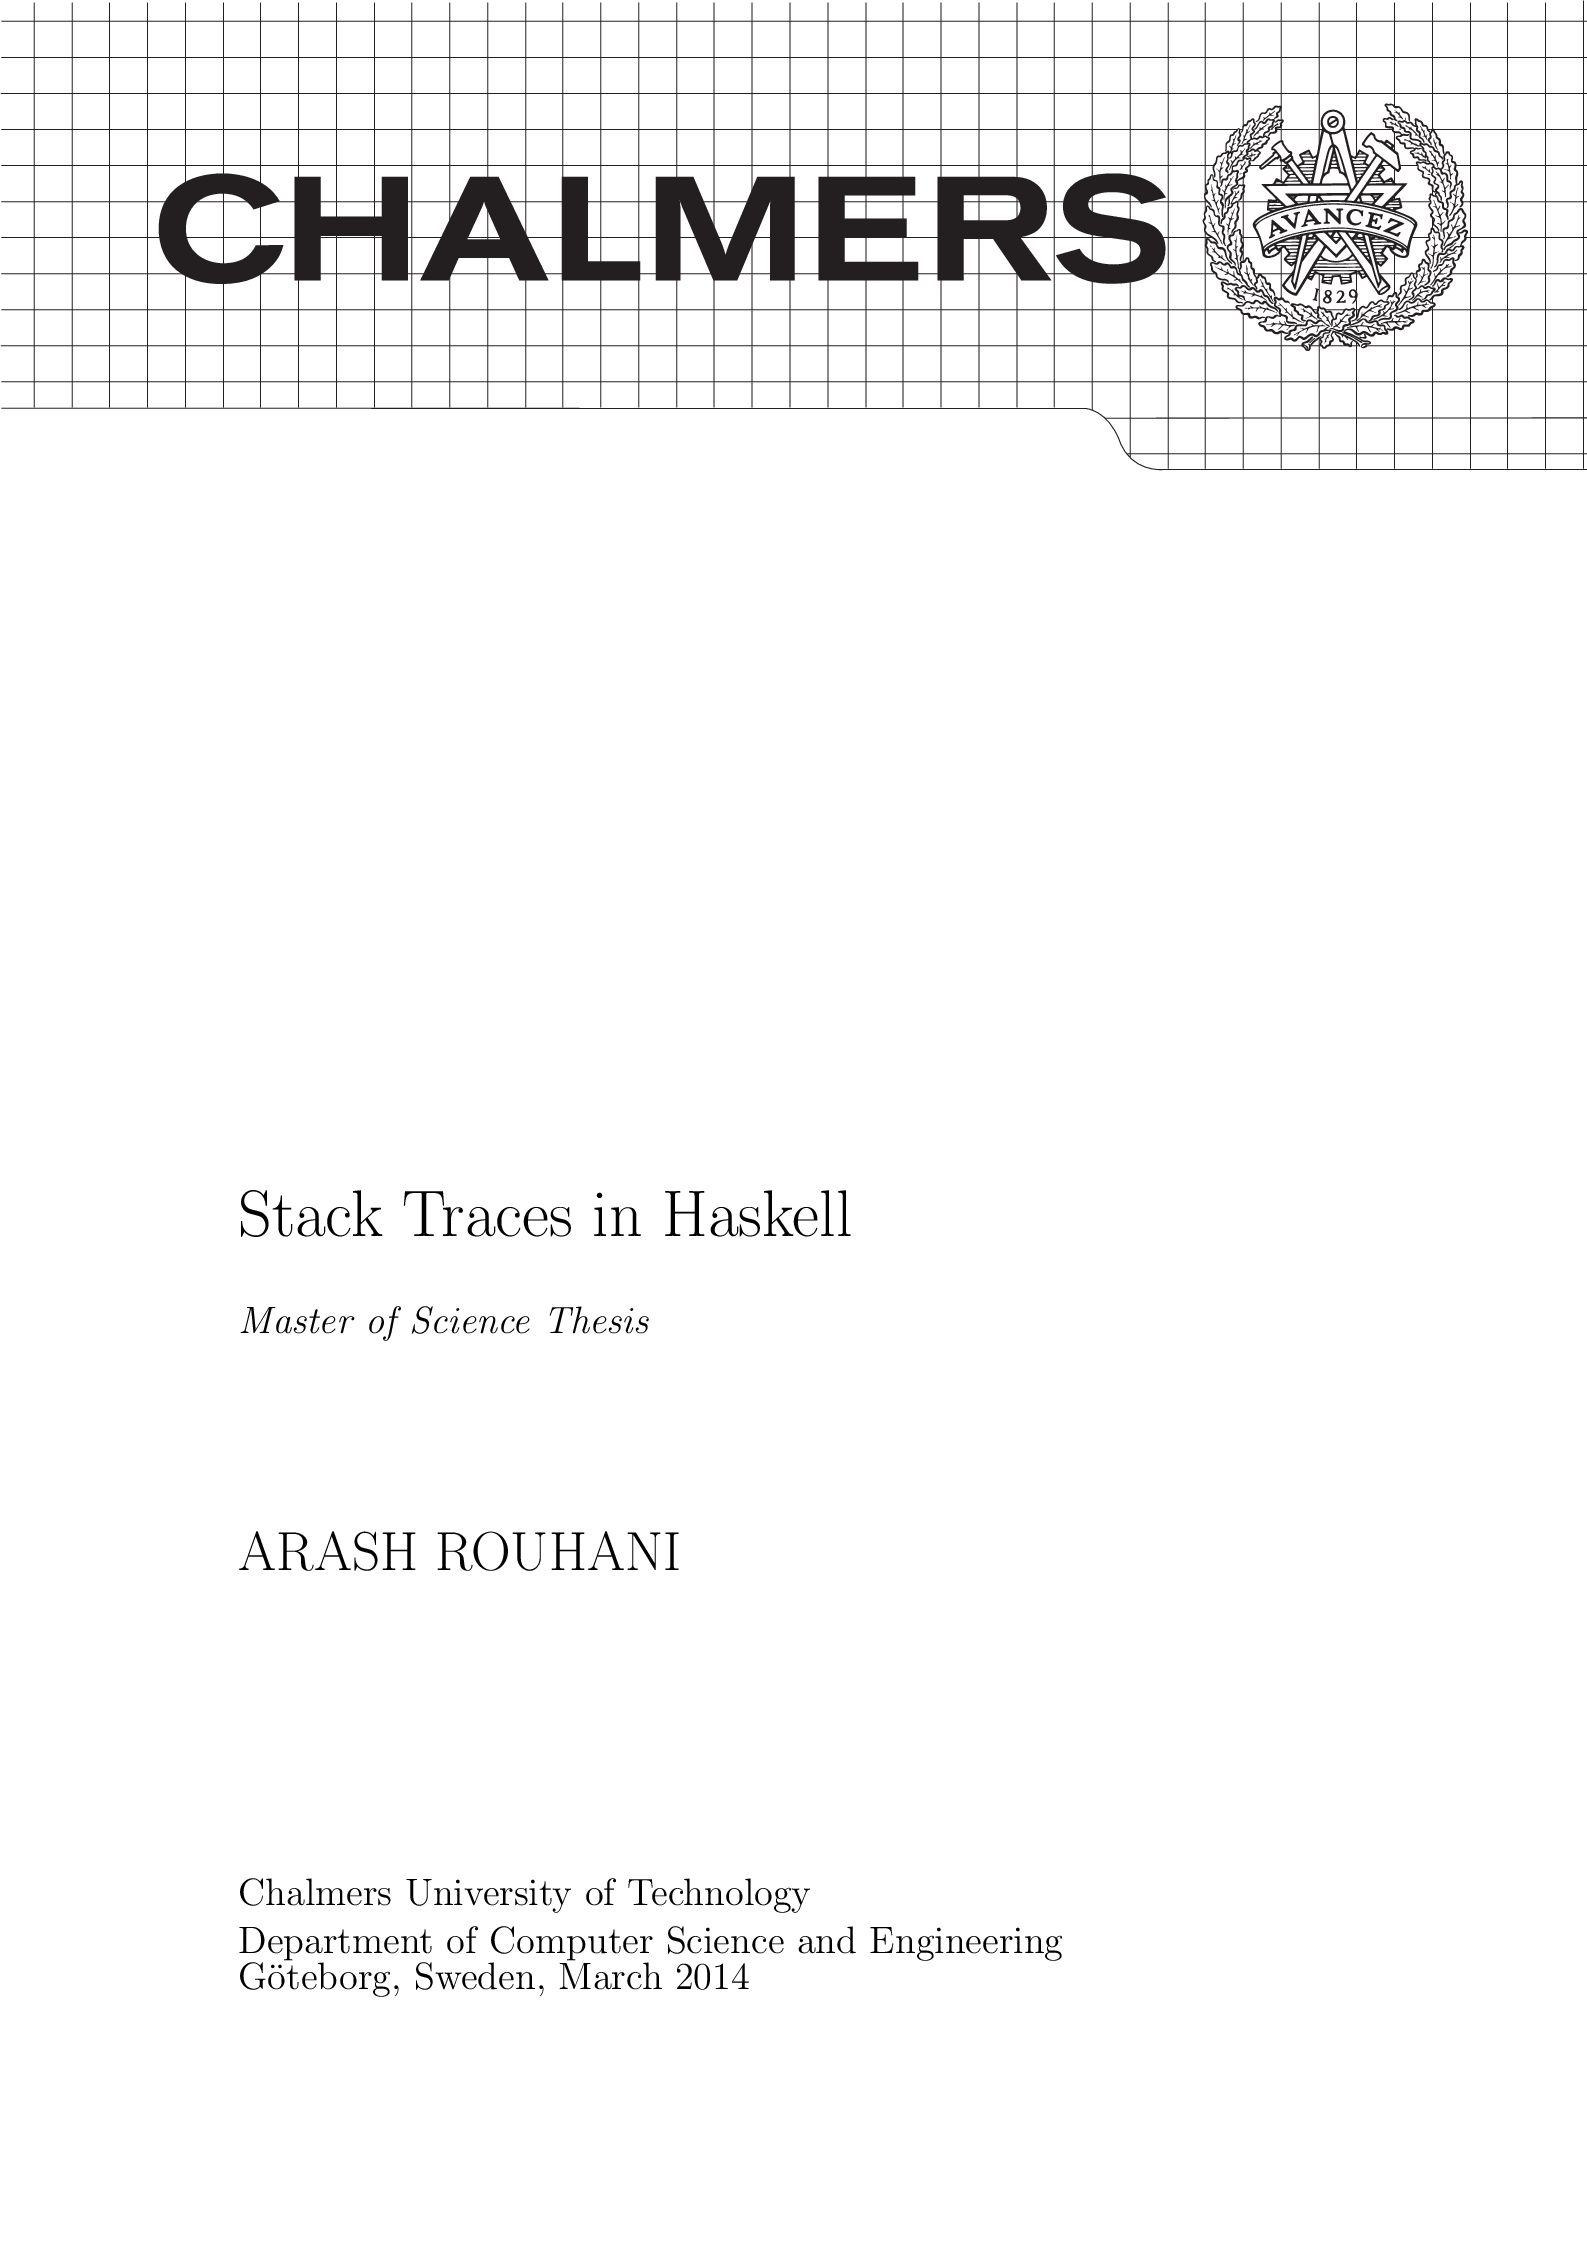 CHALMERS
AVANCEZ
1829
Stack Traces in Haskell
Master of Science Thesis
ARASH ROUHANI
Chalmers University of Technology
Department of Computer Science and Engineering
Göteborg, Sweden, March 2014